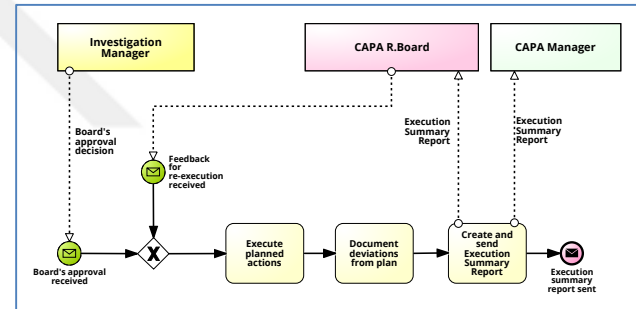 Investigation
Manager
CAPA R.Board
CAPA Manager
Board's
approval
decision
Execution
Summary
Report
Execution
Summary
Report
Feedback
for
re-execution
received
X
Execute
planned
actions
Document
deviations
from plan
Create and
send
Execution
Summary
Report
Board's approval
received
Execution
summary
report sent